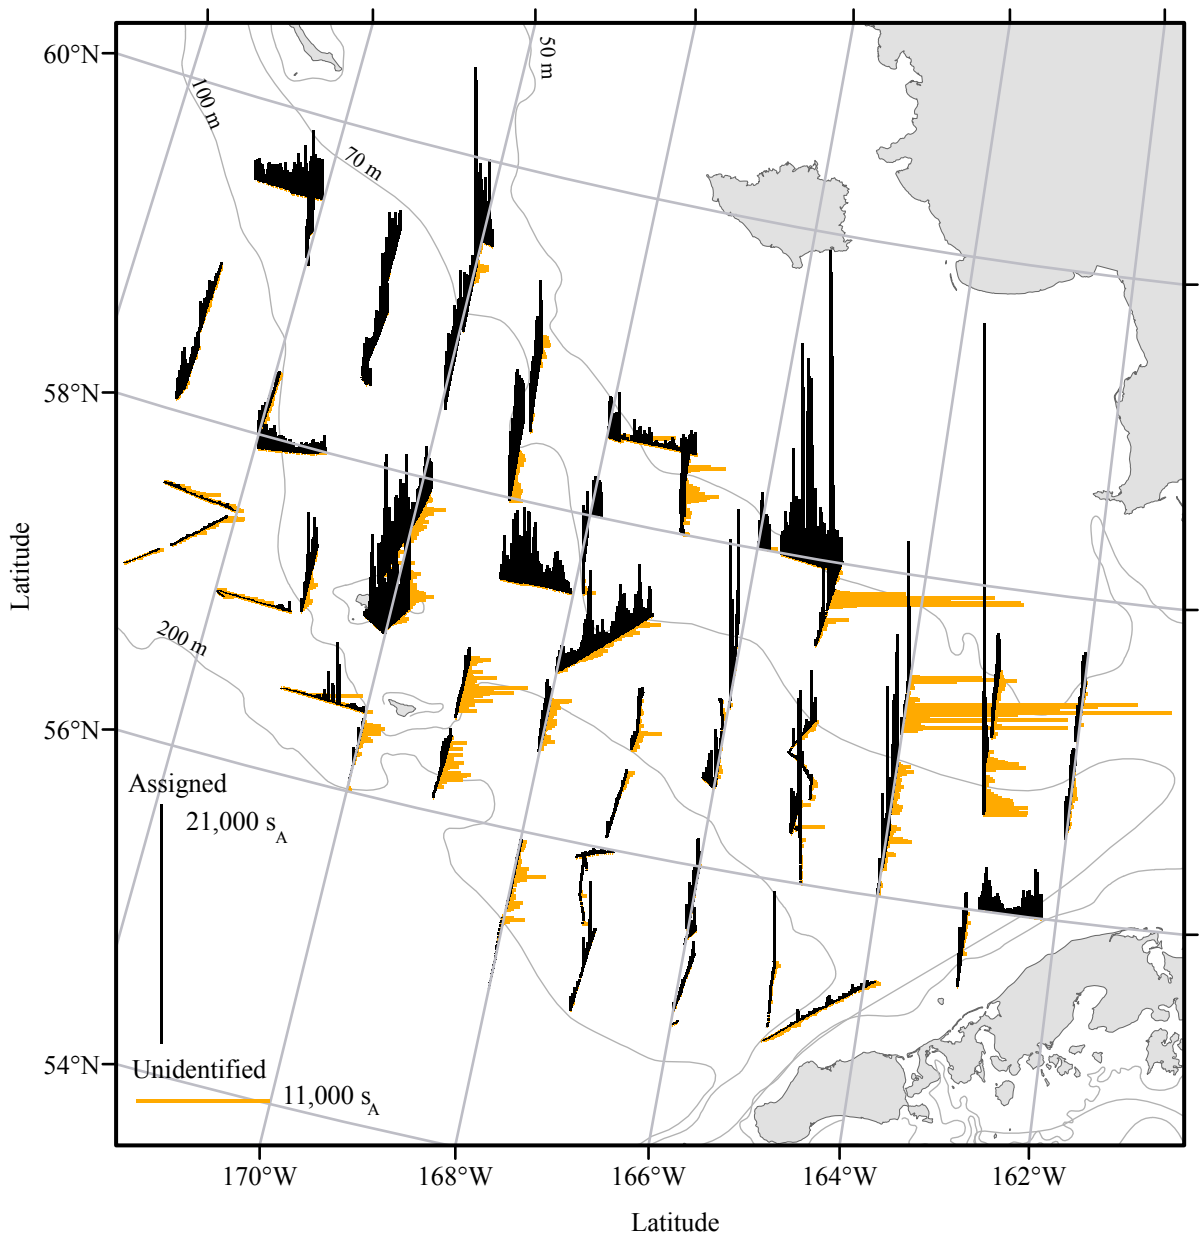 60°N
50 m
100 m
70 m
58°N
Latitude
200 m
56°N
Assigned
21,000 sA
54°N
Unidentified
11,000 sA
170°W
168°W
166°W
164°W
162°W
Latitude